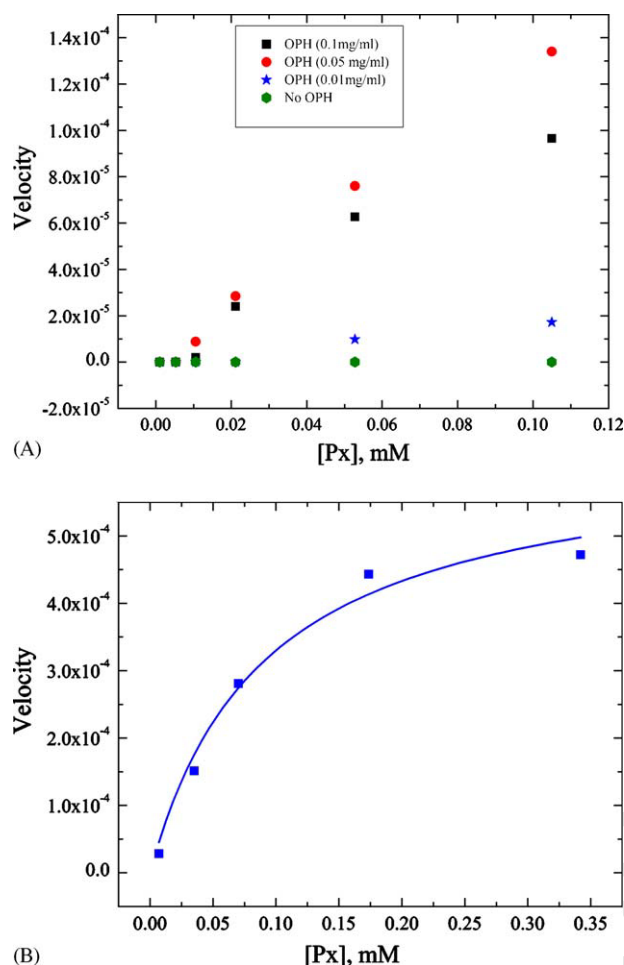 1.4x10⁻⁴
1.2x10⁻⁴
1.0x10⁻⁴
8.0x10⁻⁵
6.0x10⁻⁵
4.0x10⁻⁵
2.0x10⁻⁵
0.0
-2.0x10⁻⁵
Velocity
OPH (0.1mg/ml)
OPH (0.05 mg/ml)
OPH (0.01mg/ml)
No OPH
0.00 0.02 0.04 0.06 0.08 0.10 0.12
[Px], mM
(A)
5.0x10⁻⁴
4.0x10⁻⁴
3.0x10⁻⁴
2.0x10⁻⁴
1.0x10⁻⁴
0.0
Velocity
0.00 0.05 0.10 0.15 0.20 0.25 0.30 0.35
[Px], mM
(B)